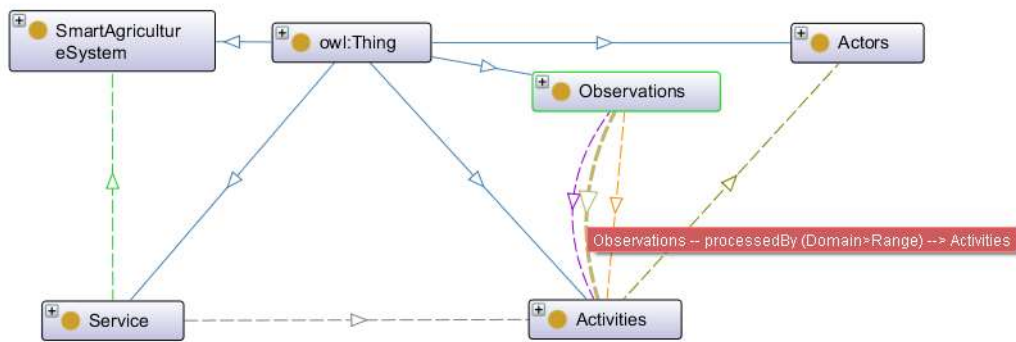 SmartAgricultur
eSystem
owl:Thing
Actors
Observations
Observations -- processedBy (Domain>Range) --> Activities
Service
Activities